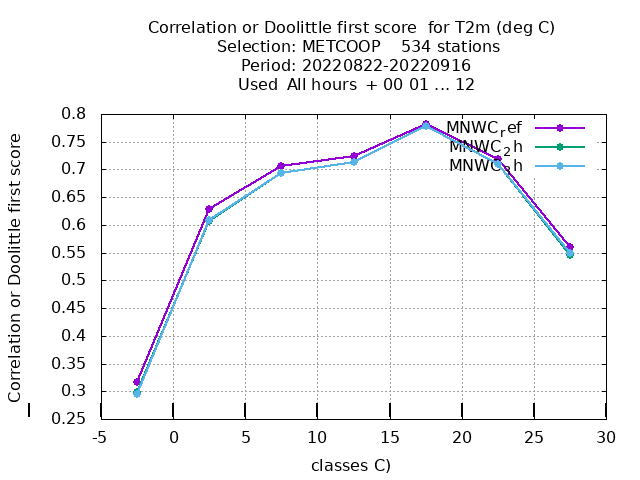 Correlation or Doolittle first score  for T2m (deg C)
Selection: METCOOP    534 stations
Period: 20220822-20220916
Used  All hours  + 00 01 ... 12
Correlation or Doolittle first score
0.8
0.75
0.7
0.65
0.6
0.55
0.5
0.45
0.4
0.35
0.3
0.25
MNWCref
MNWC2h
-5 0 5 10 15 20 25 30
classes C)